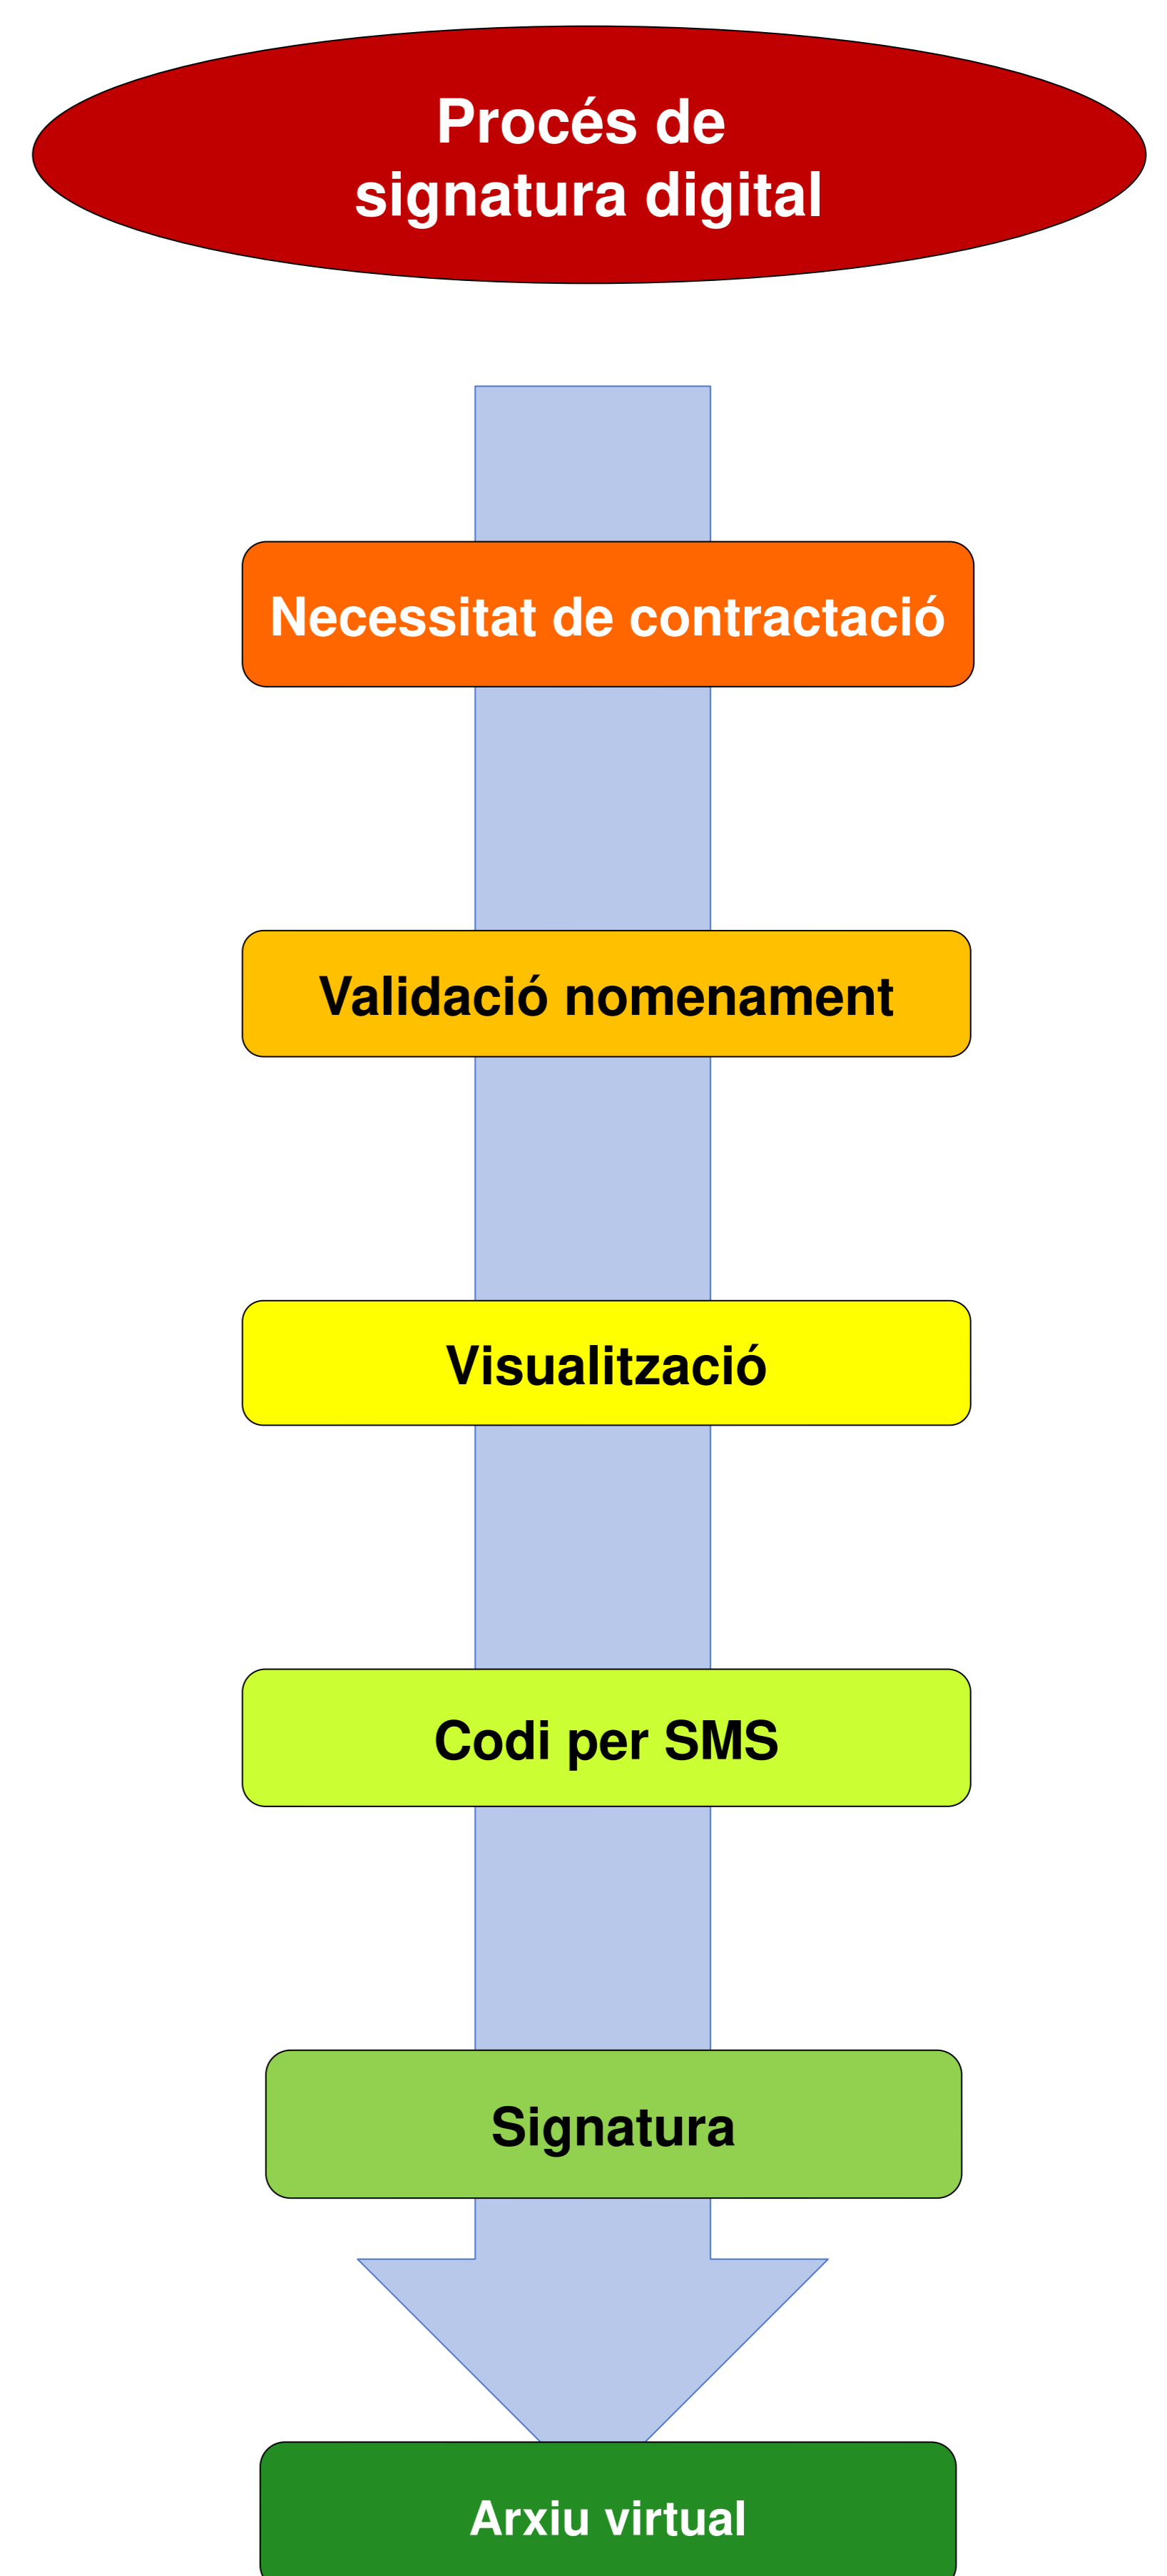 Procés de
signatura digital
Necessitat de contractació
Validació nomenament
Visualització
Codi per SMS
Signatura
Arxiu virtual